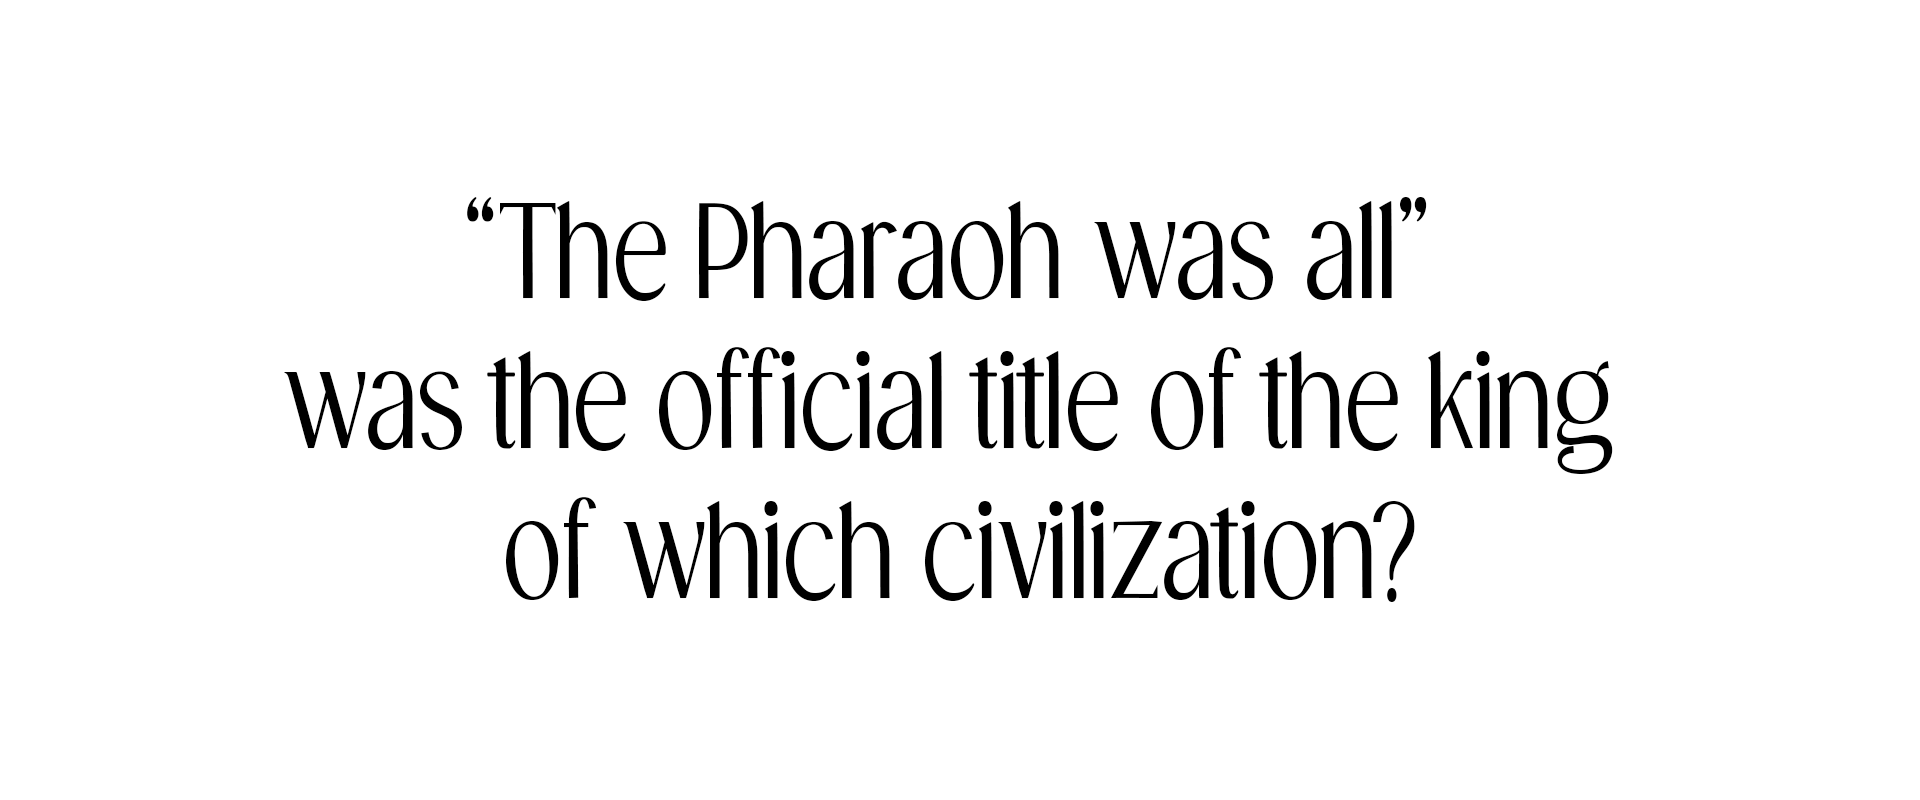 “The Pharaoh was all”
was the official title of the king
of which civilization?